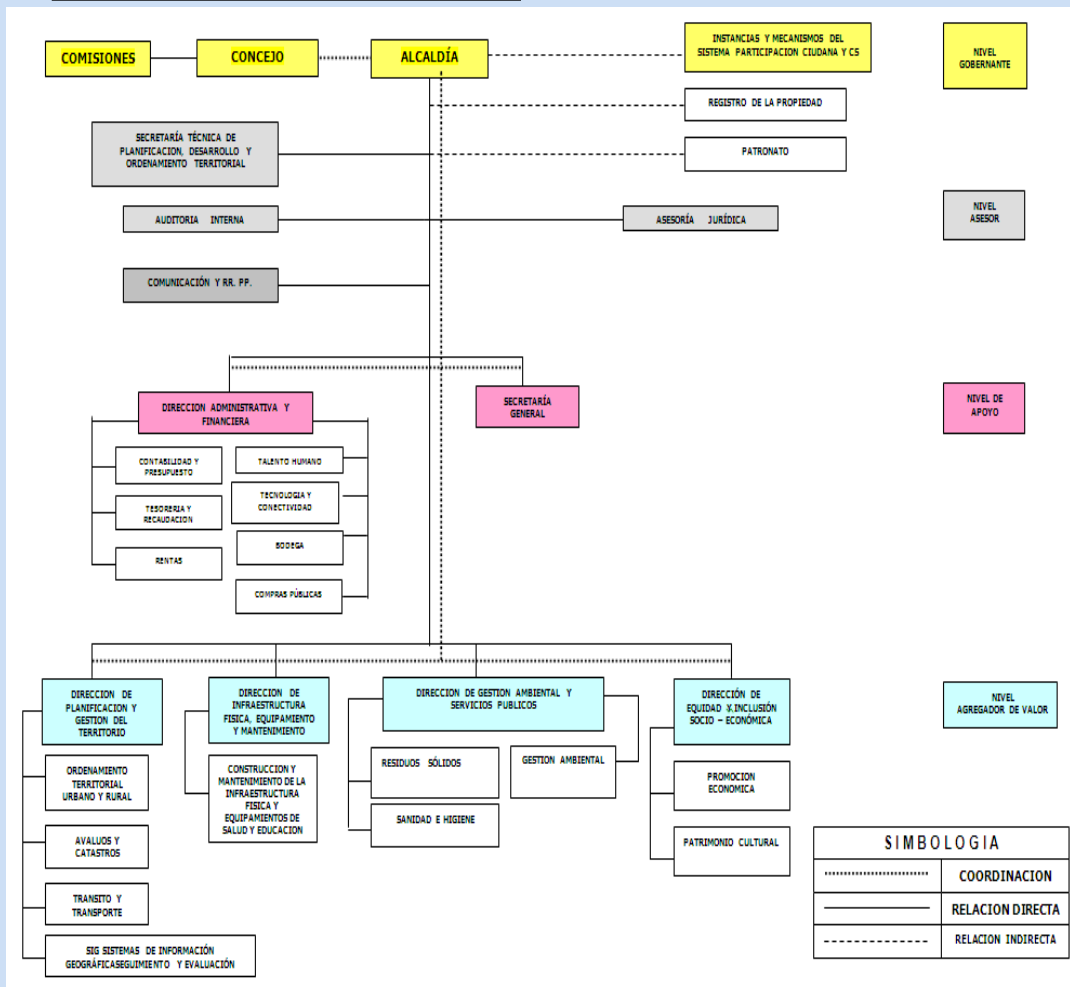 COMISIONES
CONCEJO
ALCALDÍA
INSTANCIAS Y MECANISMOS DEL
SISTEMA PARTICIPACION CIUDANA Y CS
NIVEL
GOBERNANTE
REGISTRO DE LA PROPIEDAD
SECRETARÍA TÉCNICA DE
PLANIFICACION, DESARROLLO Y
ORDENAMIENTO TERRITORIAL
PATRONATO
AUDITORIA INTERNA
ASESORÍA JURÍDICA
NIVEL
ASESOR
COMUNICACIÓN Y RR. PP.
DIRECCION ADMINISTRATIVA Y
FINANCIERA
SECRETARÍA
GENERAL
NIVEL DE
APOYO
CONTABILIDAD Y
PRESUPUESTO
TALENTO HUMANO
TESORERIA Y
RECAUDACION
TECNOLOGIA Y
CONECTIVIDAD
RENTAS
BODEGA
COMPRAS PÚBLICAS
DIRECCION DE
PLANIFICACION Y
GESTION DEL
TERRITORIO
DIRECCION DE
INFRAESTRUCTURA
FISICA, EQUIPAMIENTO
Y MANTENIMIENTO
DIRECCION DE GESTION AMBIENTAL Y
SERVICIOS PUBLICOS
DIRECCIÓN DE
EQUIDAD Y.INCLUSIÓN
SOCIO – ECONÓMICA
NIVEL
AGREGADOR DE VALOR
ORDENAMIENTO
TERRITORIAL
URBANO Y RURAL
CONSTRUCCION Y
MANTENIMIENTO DE LA
INFRAESTRUCTURA
FISICA Y
EQUIPAMIENTOS DE
SALUD Y EDUCACION
RESIDUOS SÓLIDOS
GESTION AMBIENTAL
PROMOCION
ECONOMICA
AVALUOS Y
CATASTROS
SANIDAD E HIGIENE
PATRIMONIO CULTURAL
TRANSITO Y
TRANSPORTE
SIG SISTEMAS DE INFORMACIÓN
GEOGRÁFICASEGUIMIENTO Y EVALUACIÓN
SIMBOLOGIA
COORDINACION
RELACION DIRECTA
RELACION INDIRECTA